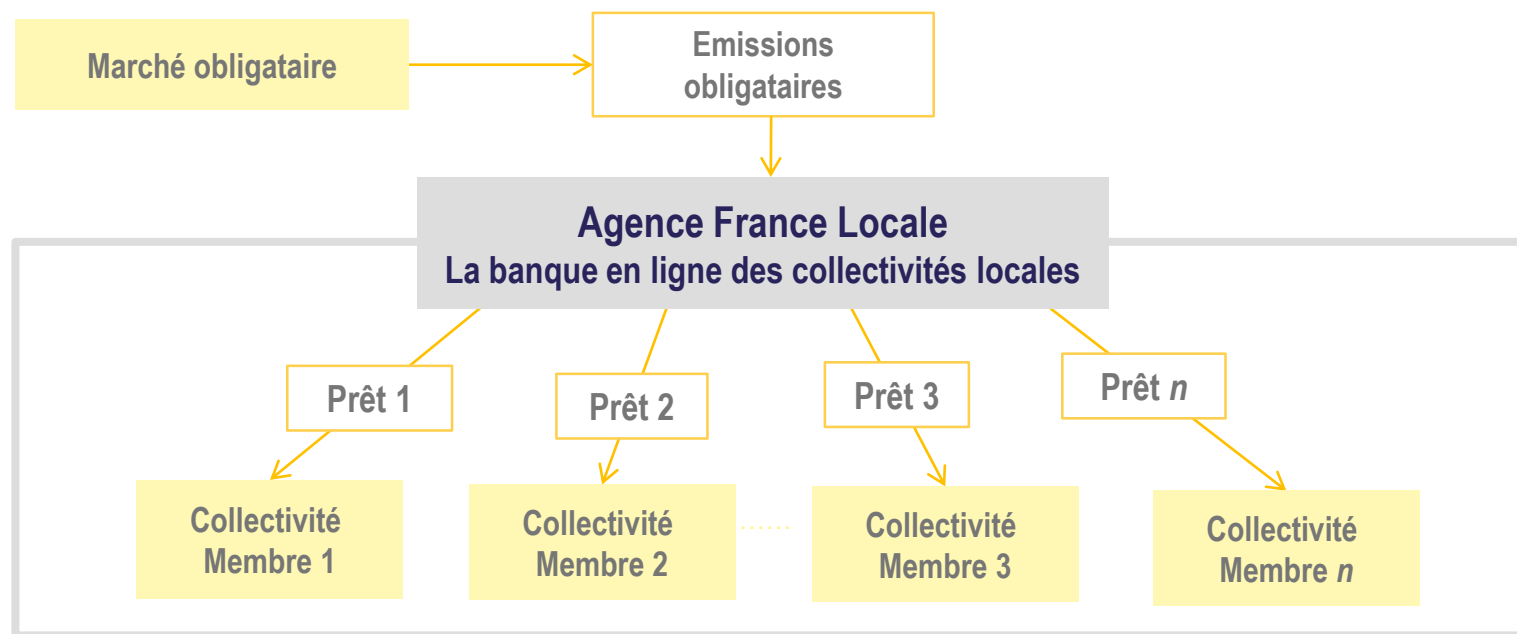 Marché obligataire
Emissions
obligataires
Agence France Locale
La banque en ligne des collectivités locales
Prêt 1
Prêt 2
Prêt 3
Prêt n
Collectivité
Membre 1
Collectivité
Membre 2
......
Collectivité
Membre 3
Collectivité
Membre n